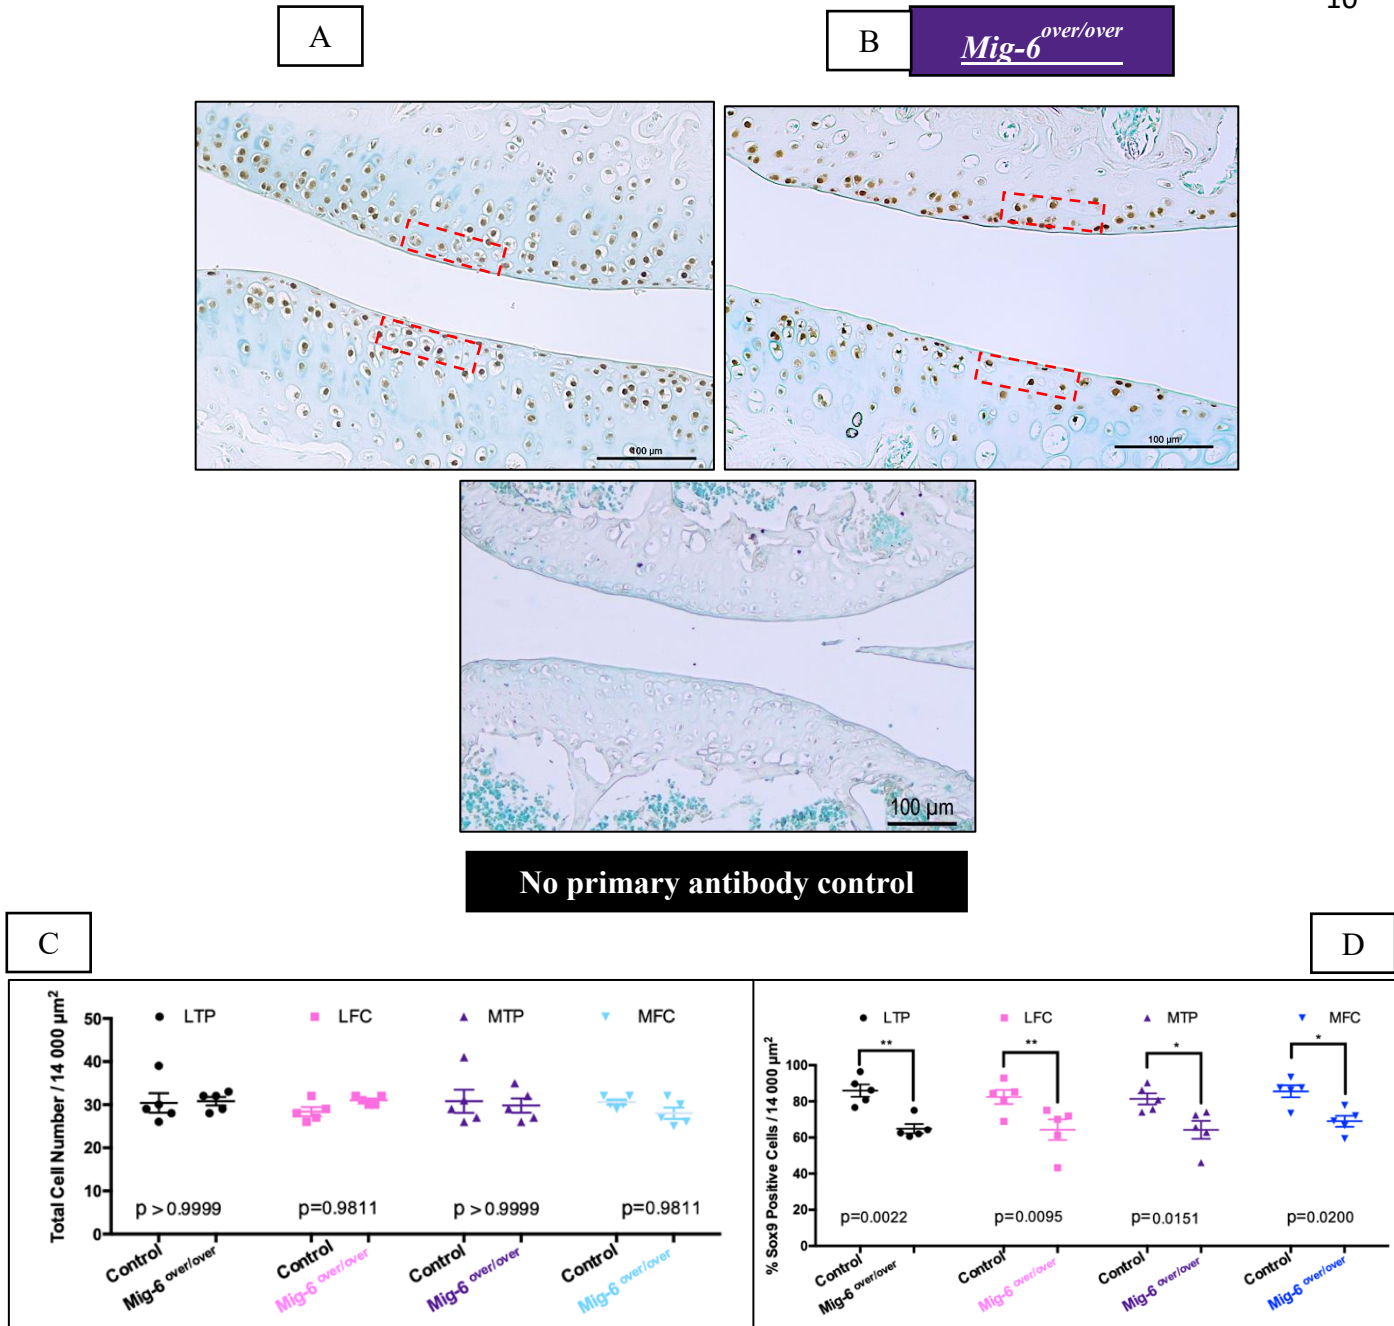 10
A
B
Mig-6 over/over
100 µm
100 µm
100 µm
No primary antibody control
C
D
Total Cell Number / 14 000 µm²
LTP
LFC
MTP
MFC
50
40
30
20
10
0
p > 0.9999
p=0.9811
p > 0.9999
p=0.9811
Control
Mig-6 over/over
Control
Mig-6 over/over
Control
Mig-6 over/over
Control
Mig-6 over/over
% Sox9 Positive Cells / 14 000 µm²
LTP
LFC
MTP
MFC
**
**
*
*
100
80
60
40
20
0
p=0.0022
p=0.0095
p=0.0151
p=0.0200
Control
Mig-6 over/over
Control
Mig-6 over/over
Control
Mig-6 over/over
Control
Mig-6 over/over